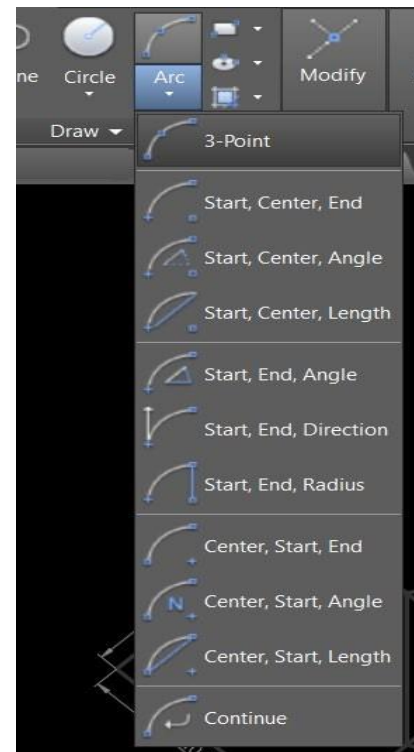 ne Circle Arc Modify
Draw
3-Point
Start, Center, End
Start, Center, Angle
Start, Center, Length
Start, End, Angle
Start, End, Direction
Start, End, Radius
Center, Start, End
N
Center, Start, Angle
Center, Start, Length
Continue